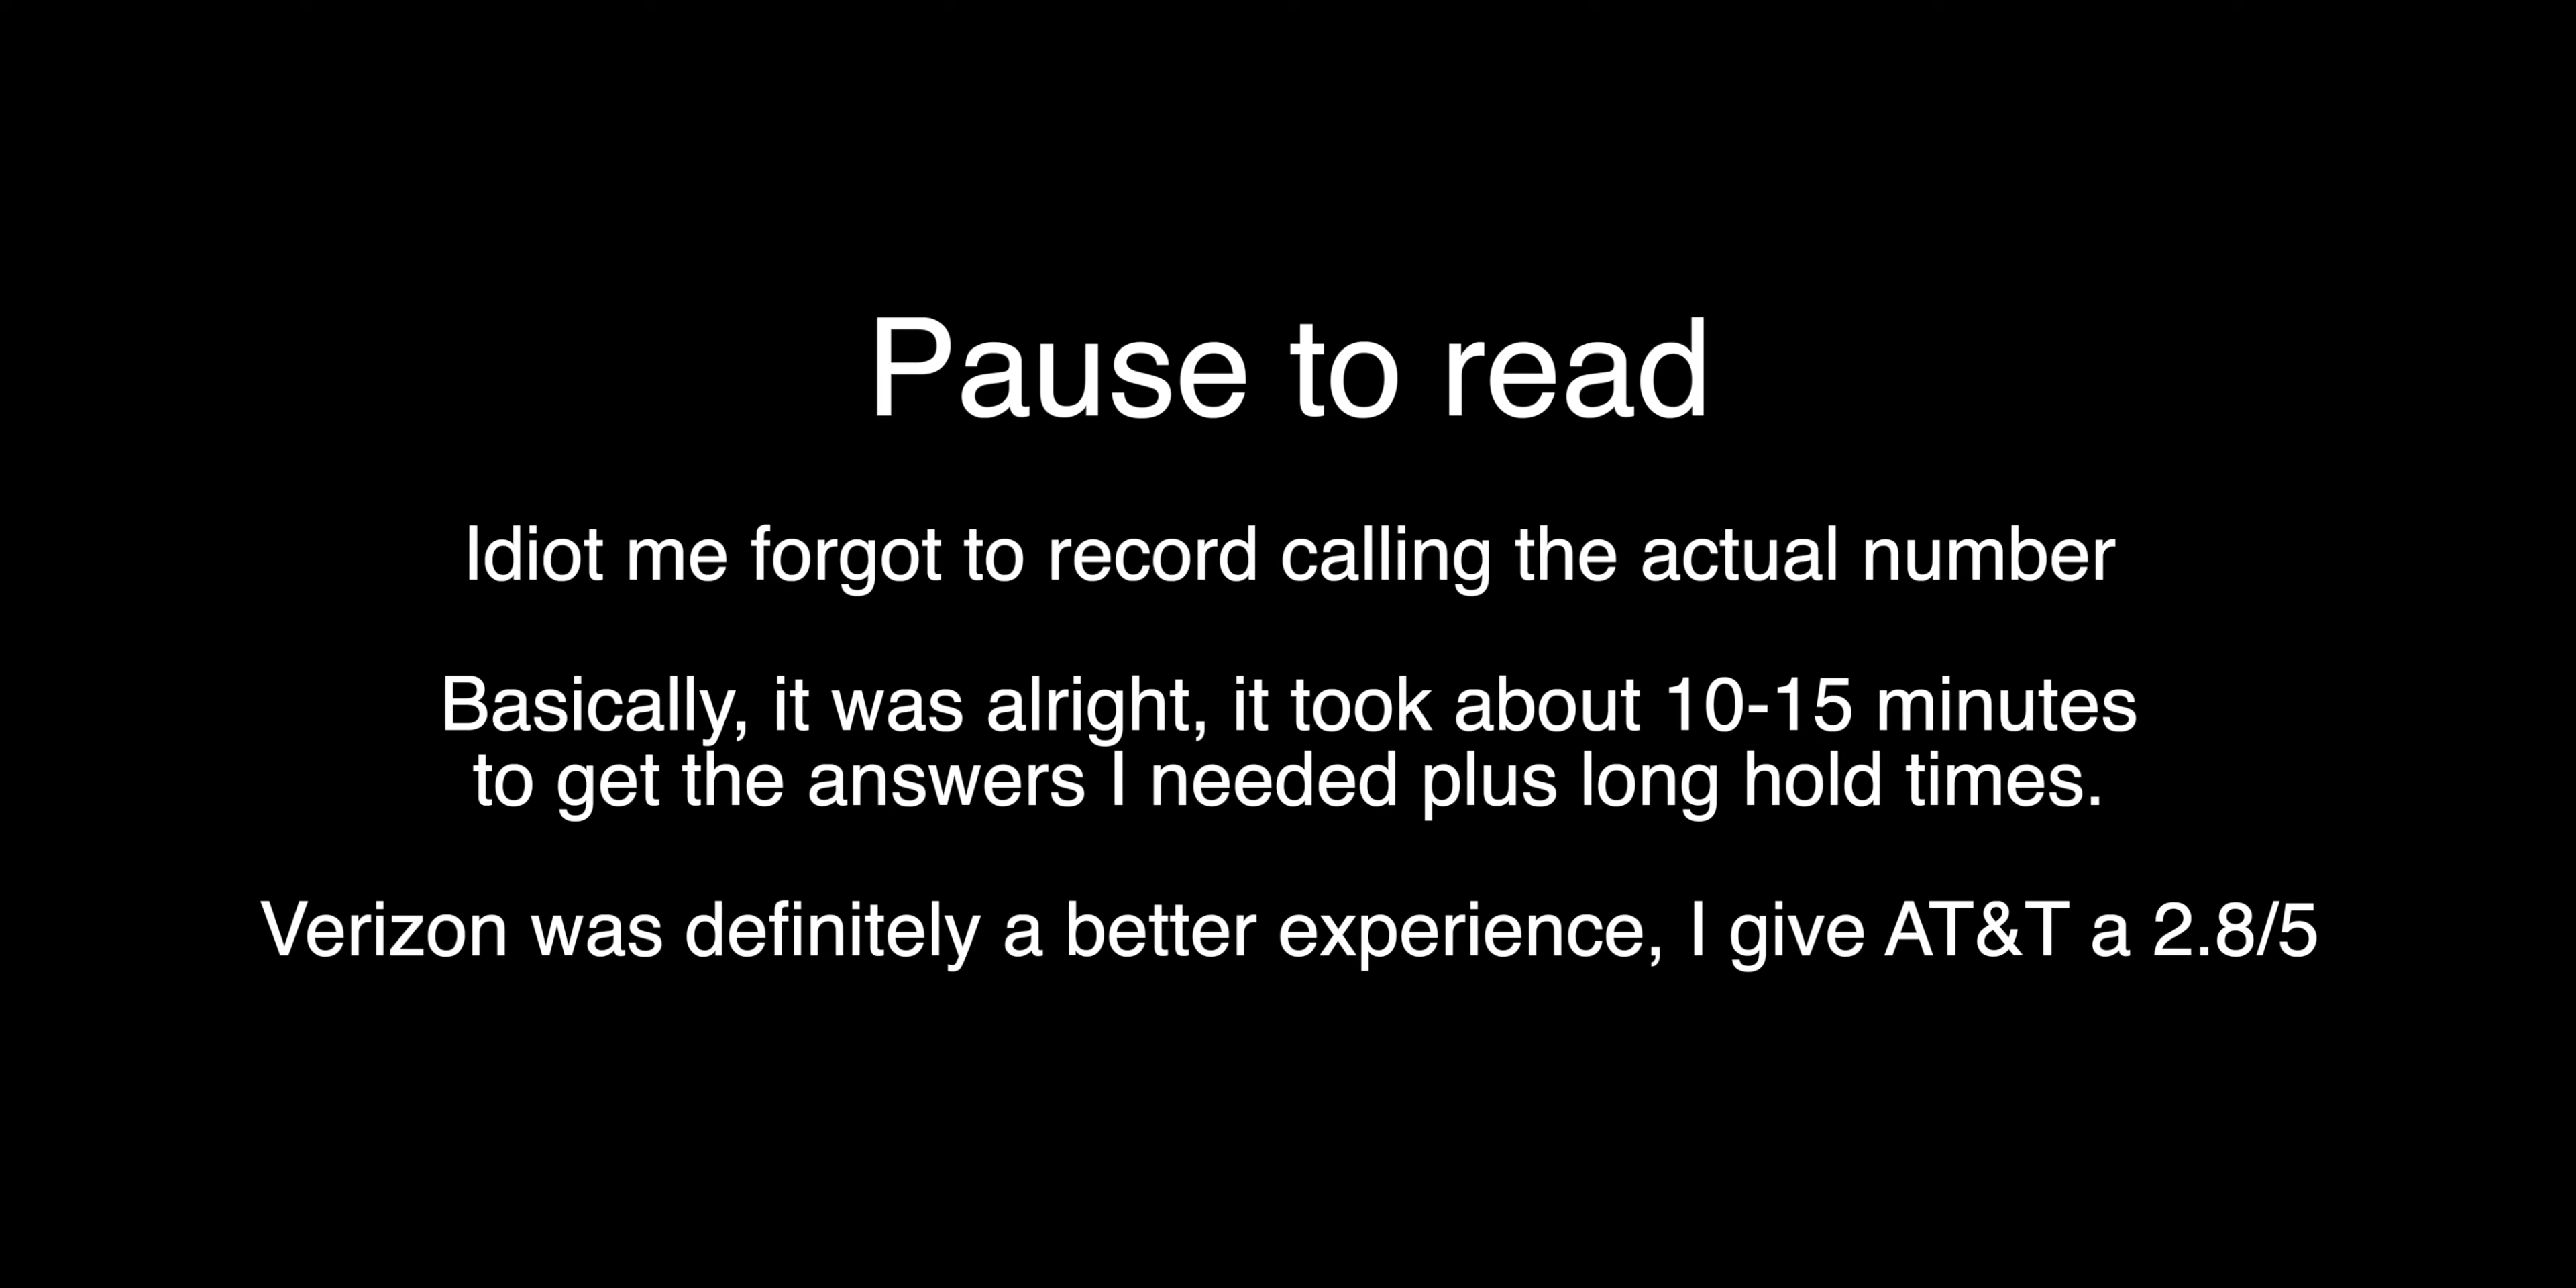 Pause to read
Idiot me forgot to record calling the actual number
Basically, it was alright, it took about 10-15 minutes
to get the answers I needed plus long hold times.
Verizon was definitely a better experience, I give AT&T a 2.8/5